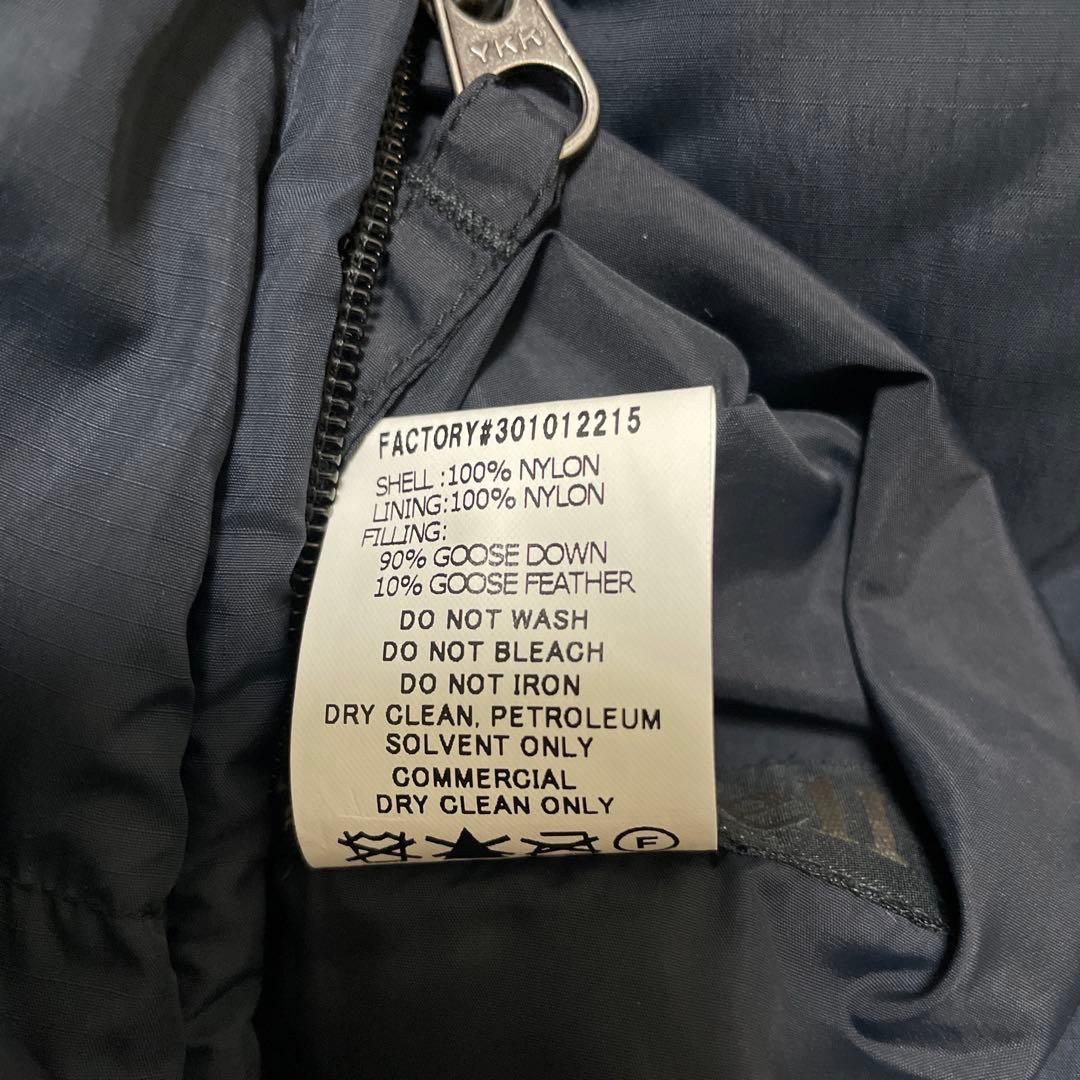 YKK
FACTORY#301012215
SHELL :100% NYLON
LINING:100% NYLON
FILLING:
90% GOOSE DOWN
10% GOOSE FEATHER
DO NOT WASH
DO NOT BLEACH
DO NOT IRON
DRY CLEAN, PETROLEUM
SOLVENT ONLY
COMMERCIAL
DRY CLEAN ONLY
F